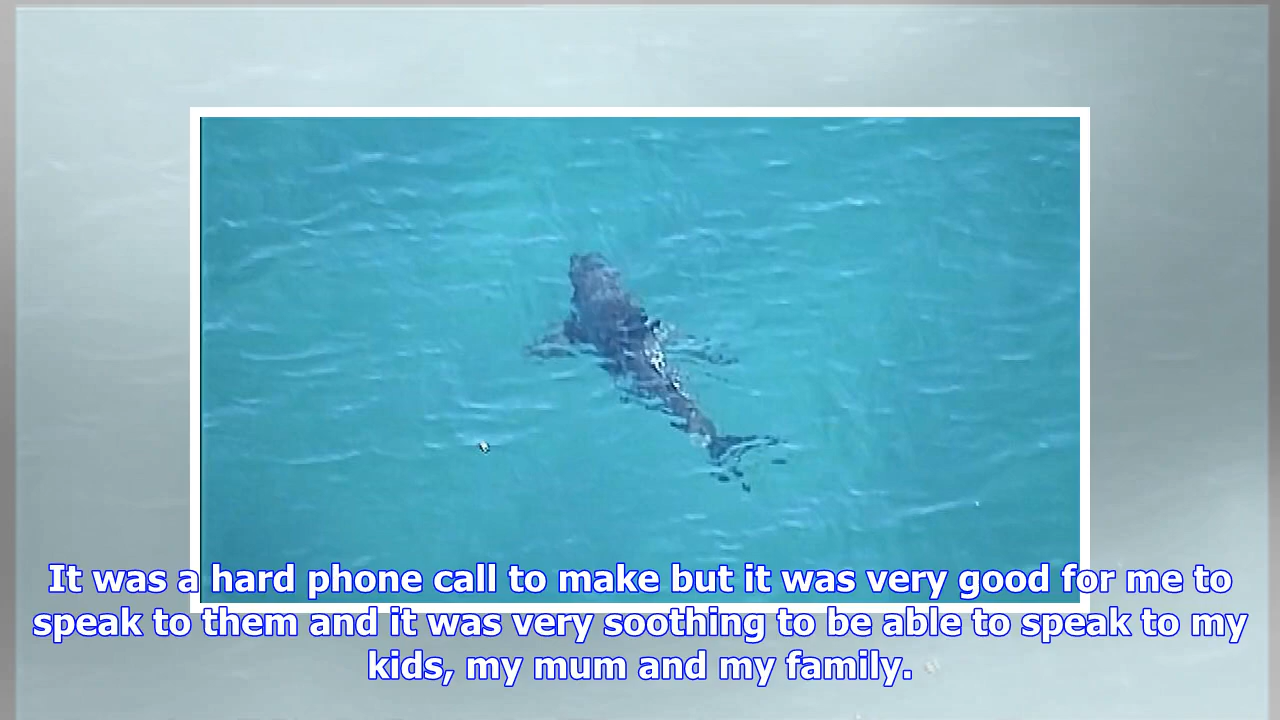 It was a hard phone call to make but it was very good for me to
speak to them and it was very soothing to be able to speak to my
kids, my mum and my family.